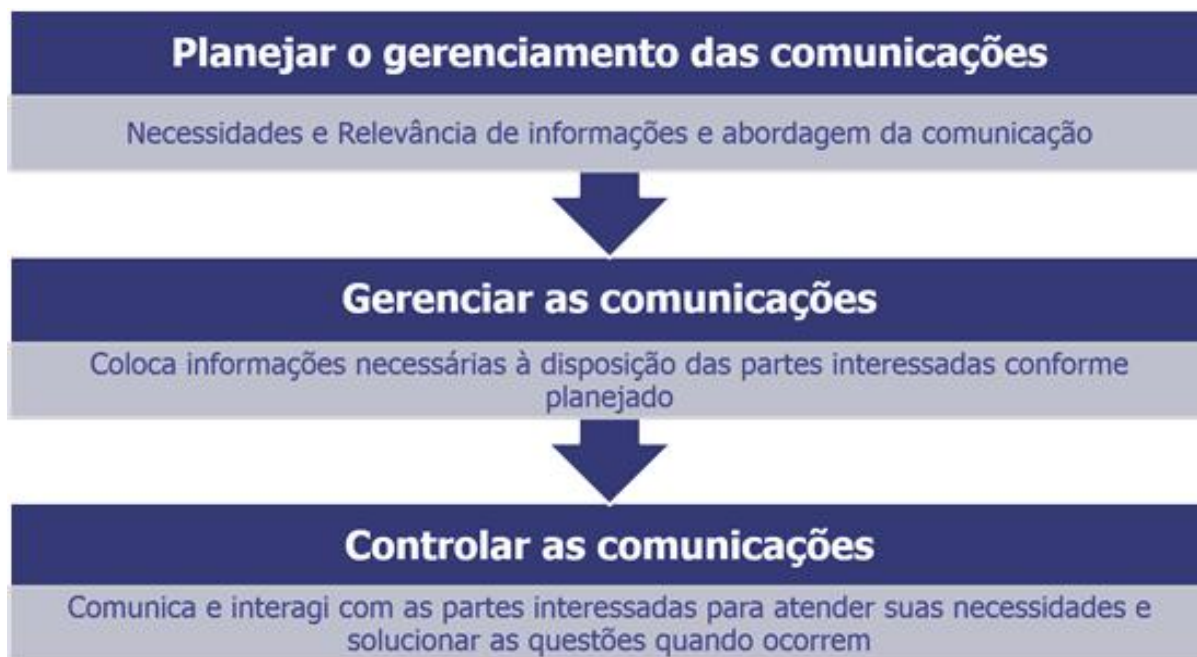 Planejar o gerenciamento das comunicações
Necessidades e Relevância de informações e abordagem da comunicação
Gerenciar as comunicações
Coloca informações necessárias à disposição das partes interessadas conforme
planejado
Controlar as comunicações
Comunica e interagi com as partes interessadas para atender suas necessidades e
solucionar as questões quando ocorrem